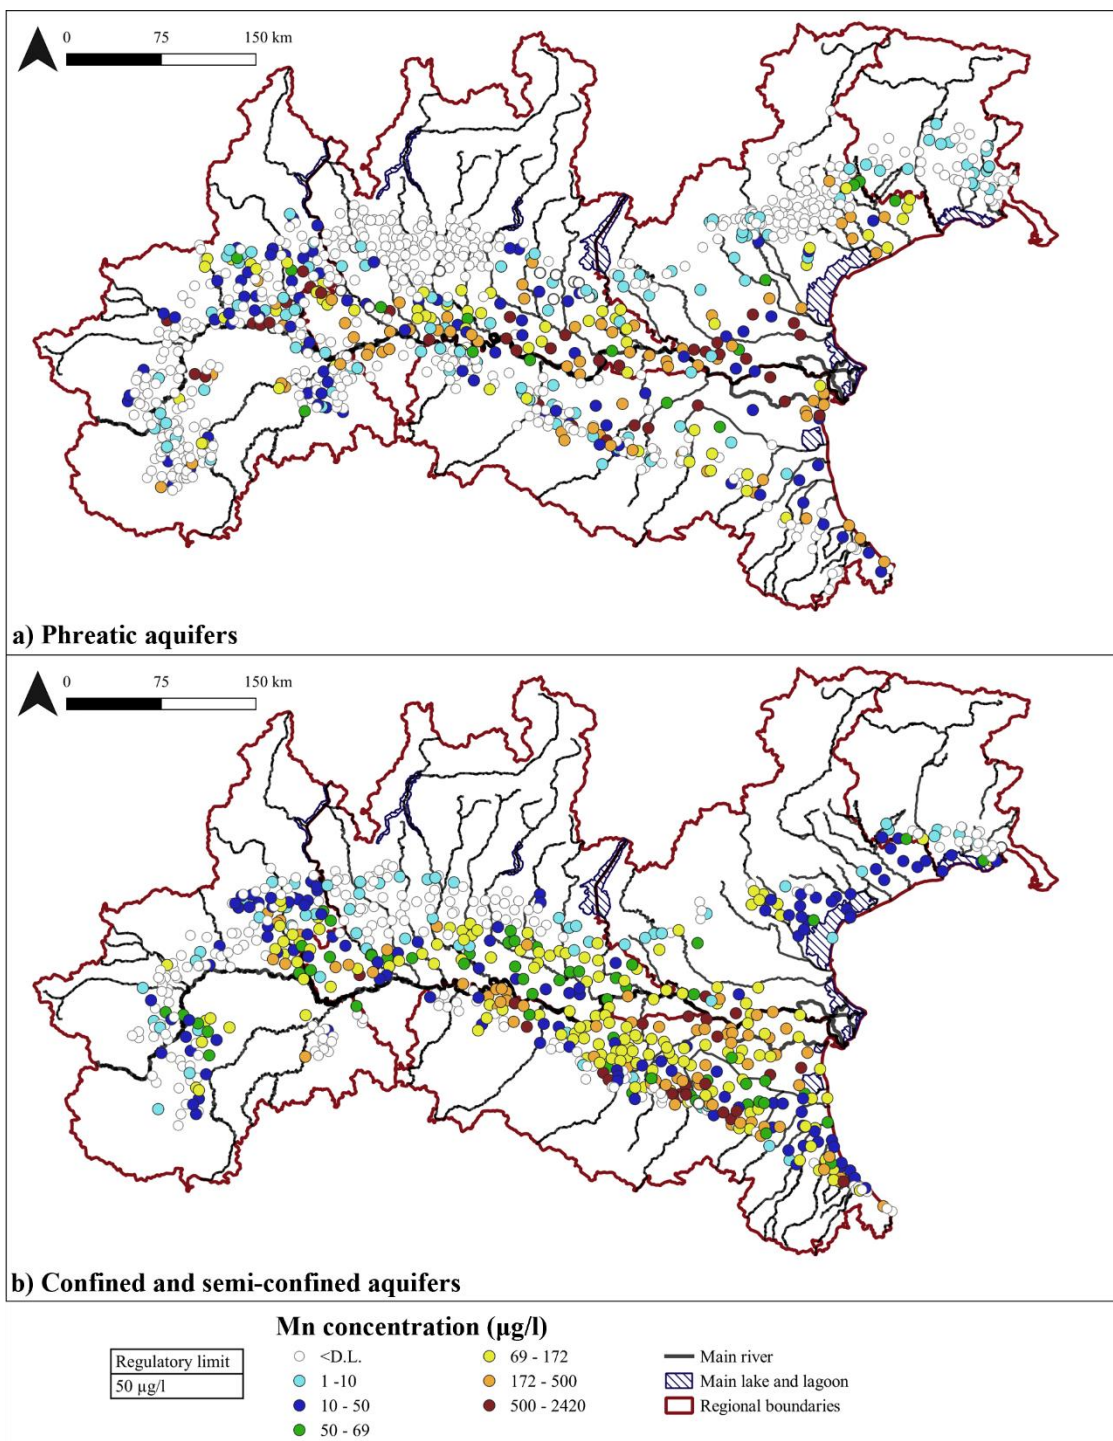 0 75 150 km
a) Phreatic aquifers
0 75 150 km
b) Confined and semi-confined aquifers
Mn concentration (µg/l)
Regulatory limit
50 µg/l
<D.L.
1 -10
10 - 50
50 - 69
69 - 172
172 - 500
500 - 2420
Main river
Main lake and lagoon
Regional boundaries